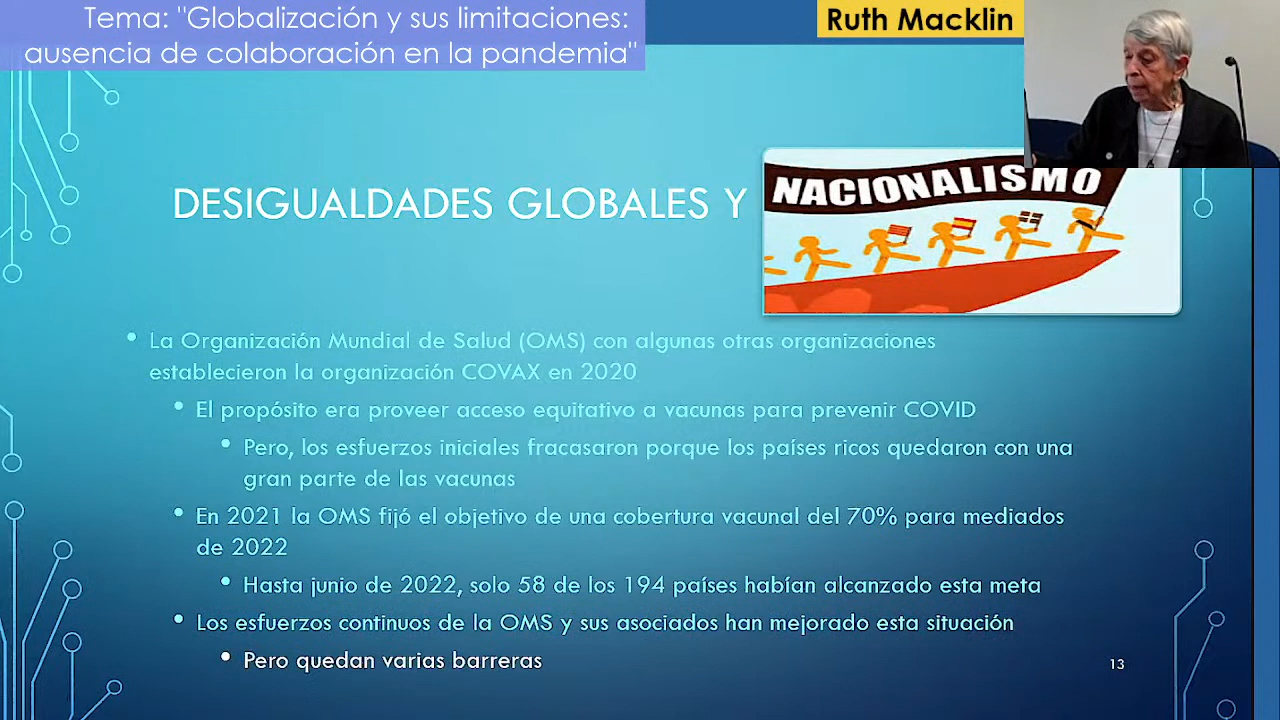 Tema: "Globalización y sus limitaciones:
ausencia de colaboración en la pandemia"
Ruth Macklin
DESIGUALDADES GLOBALES Y
NACIONALISMO
• La Organización Mundial de Salud (OMS) con algunas otras organizaciones
establecieron la organización COVAX en 2020
• El propósito era proveer acceso equitativo a vacunas para prevenir COVID
• Pero, los esfuerzos iniciales fracasaron porque los países ricos quedaron con una
gran parte de las vacunas
• En 2021 la OMS fijó el objetivo de una cobertura vacunal del 70% para mediados
de 2022
• Hasta junio de 2022, solo 58 de los 194 países habían alcanzado esta meta
• Los esfuerzos continuos de la OMS y sus asociados han mejorado esta situación
• Pero quedan varias barreras
13